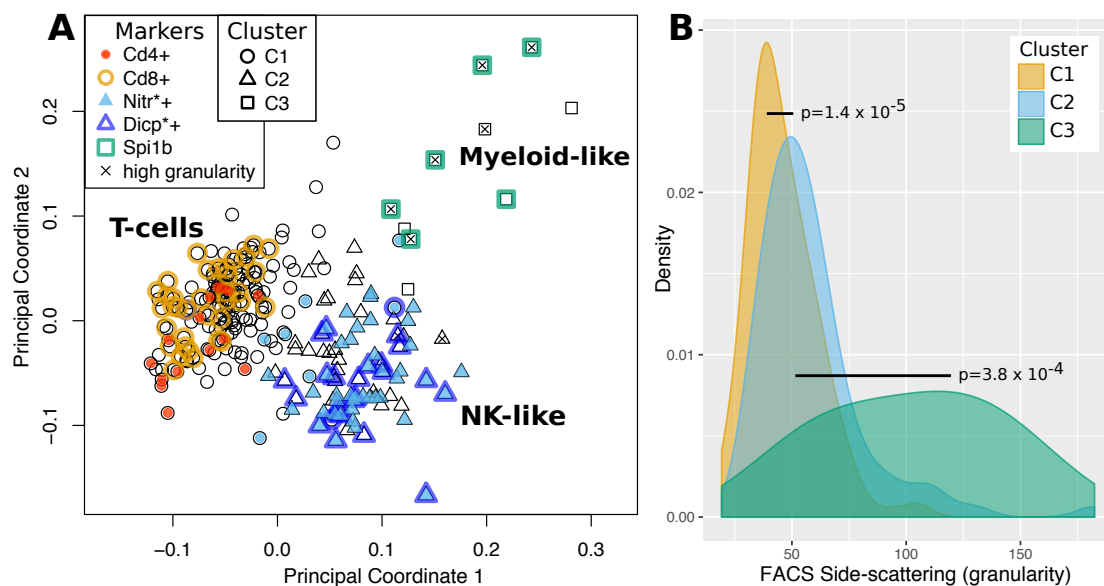 A
Markers
Cd4+
Cd8+
Nitr*+
Dicp*+
Spi1b
high granularity
Cluster
C1
C2
C3
Myeloid-like
T-cells
NK-like
0.2
0.1
0.0
−0.1
Principal Coordinate 2
−0.1 0.0 0.1 0.2 0.3
Principal Coordinate 1
B
Cluster
C1
C2
C3
p=1.4 x 10-5
p=3.8 x 10-4
0.03
0.02
0.01
0.00
Density
50 100 150
FACS Side-scattering (granularity)